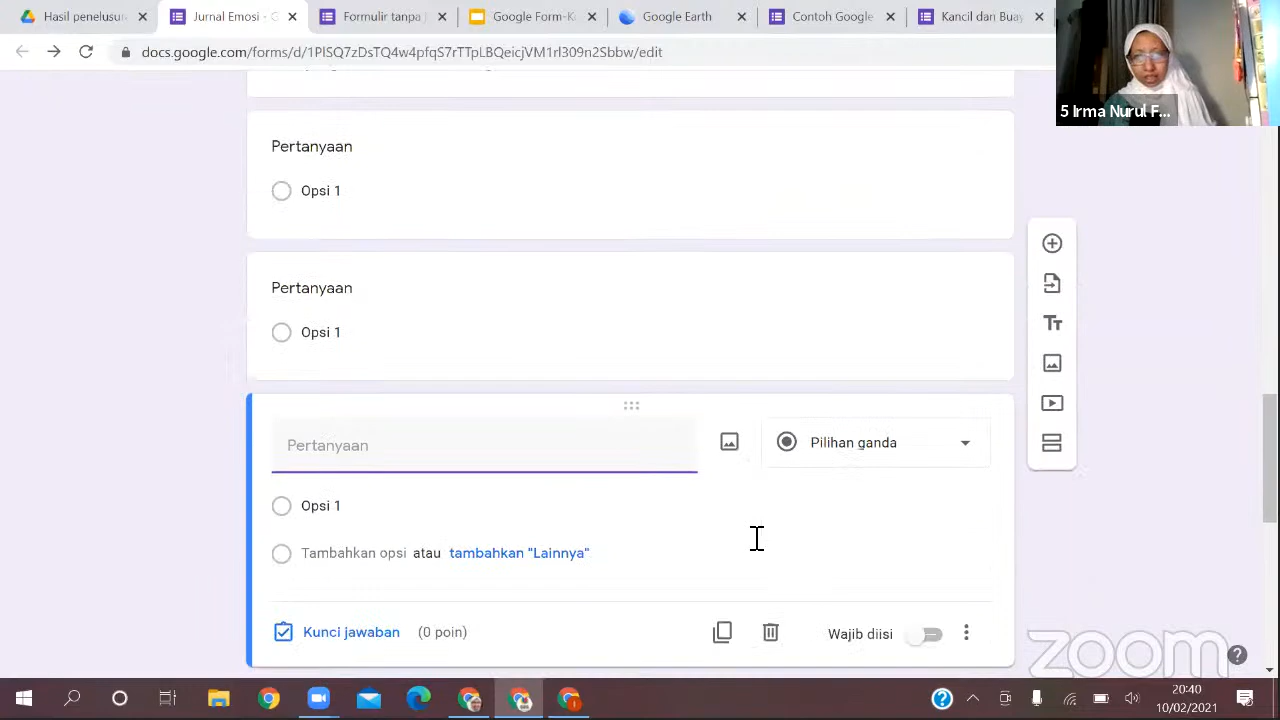 Hasil penelusu
Jurnal Emosi - G
Formulir tanpa j
Google Form-Ki
Google Earth
Contoh Google
Kancil dan Buay
docs.google.com/forms/d/1PlSQ7zDsTQ4w4pfqS7rTTpLBQeicjVM1rl309n2Sbbw/edit
5 Irma Nurul F...
Pertanyaan
Opsi 1
Pertanyaan
Opsi 1
Pertanyaan
Pilihan ganda
Opsi 1
Tambahkan opsi atau tambahkan "Lainnya"
Kunci jawaban (0 poin)
Wajib diisi
zoom
20:40
10/02/2021